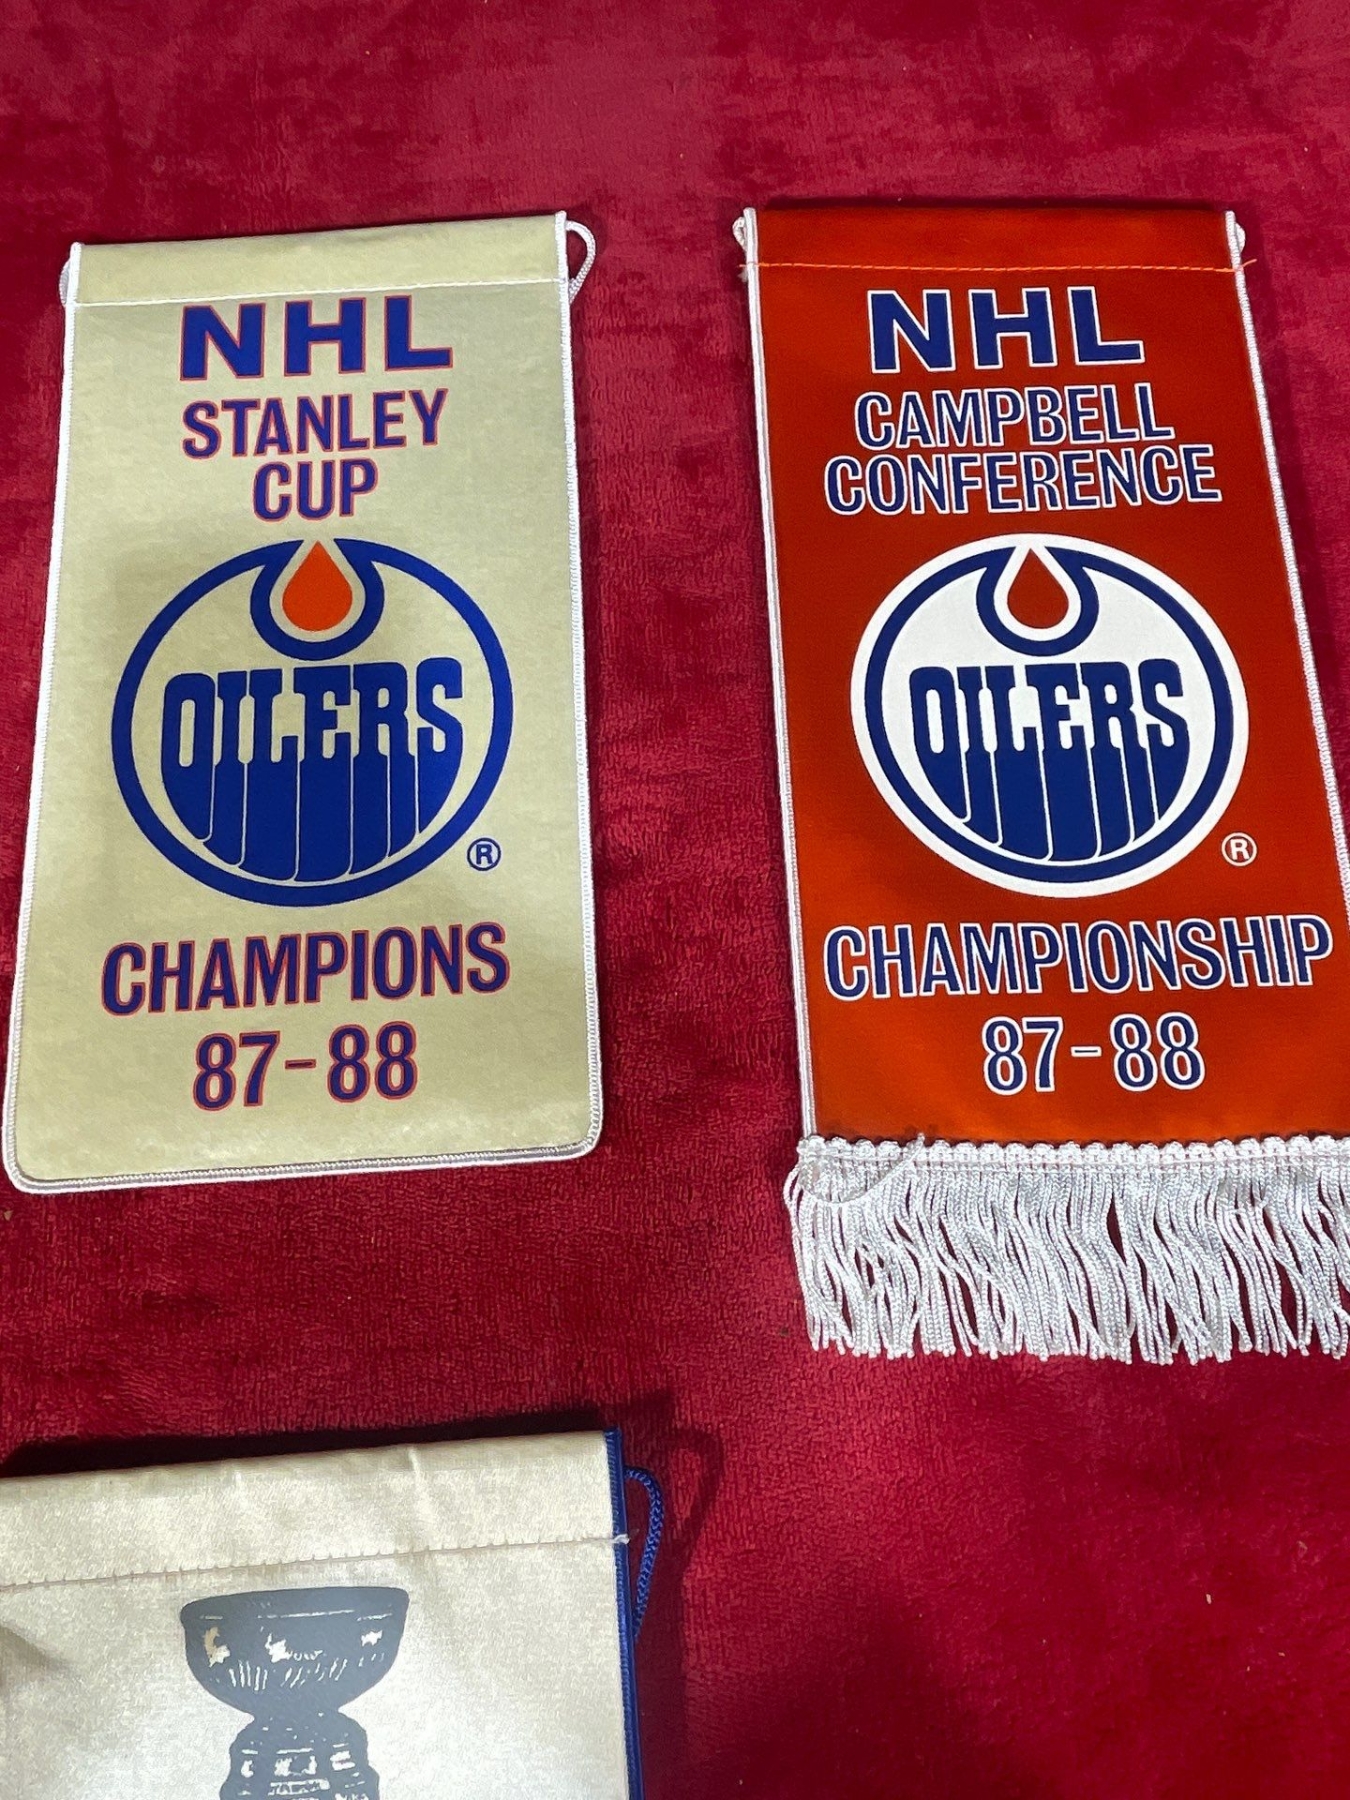 NHL
STANLEY
CUP
OILERS
®
CHAMPIONS
87-88
NHL
CAMPBELL
CONFERENCE
OILERS
®
CHAMPIONSHIP
87-88